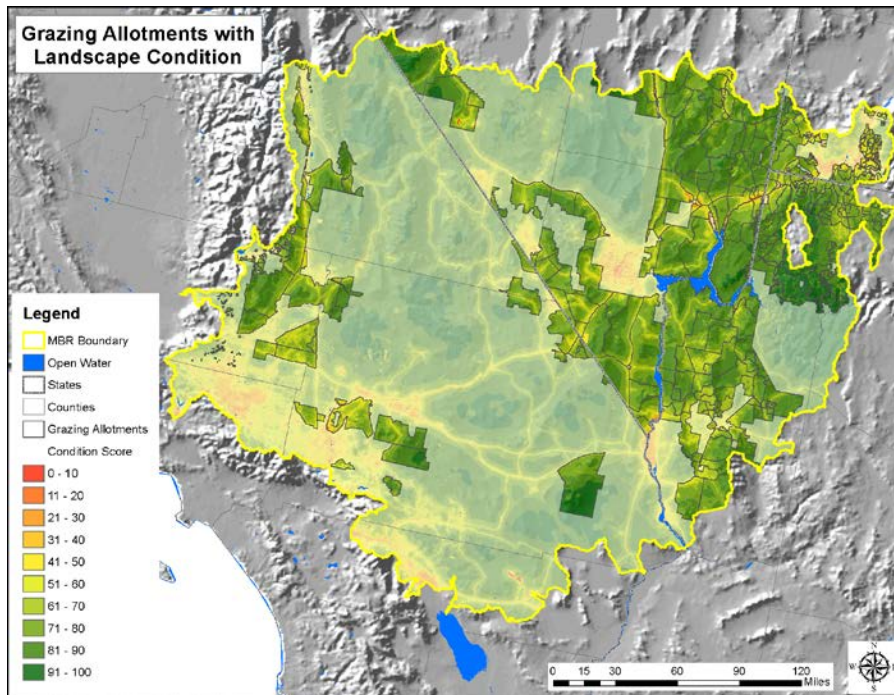 Grazing Allotments with
Landscape Condition
Legend
MBR Boundary
Open Water
States
Counties
Grazing Allotments
Condition Score
0 - 10
11 - 20
21 - 30
31 - 40
41 - 50
51 - 60
61 - 70
71 - 80
81 - 90
91 - 100
0 15 30 60 90 120
Miles
N
W E
S